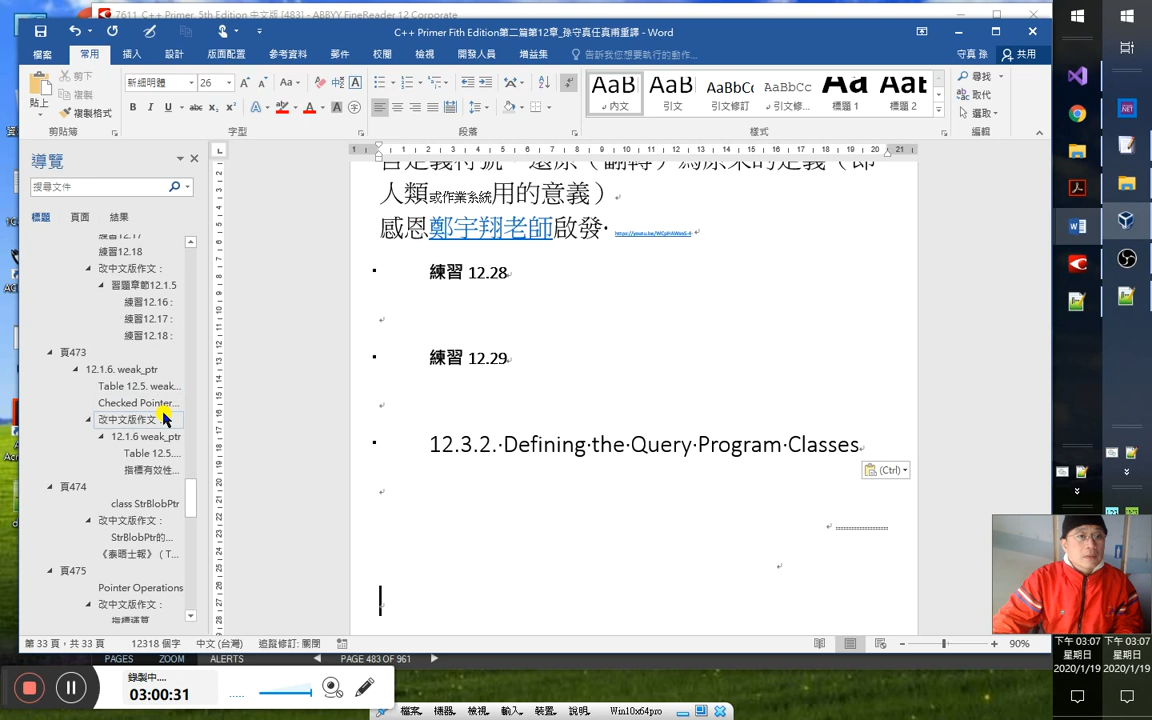 7611. C++ Primer, 5th Edition 中文版 [483] - ABBYY FineReader 12 Corporate
C++ Primer Fifth Edition第二篇第12章_孫守真任真甫重譯 - Word
檔案 常用 插入 設計 版面配置 參考資料 郵件 校閱 檢視 開發人員 增益集 告訴我您想要執行的動作... 守真 孫 共用
貼上
剪下
複製
複製格式
新細明體 26
AaB AaB AaBbCc AaBbCc AaB AaB
內文 引文 引文修訂 引文修... 標題 1 標題 2
尋找
取代
選取
剪貼簿 字型 段落 樣式 編輯
導覽
搜尋文件
標題 頁面 結果
練習12.17
練習12.18
改中文版作文：
習題章節12.1.5
練習12.16 :
練習12.17 :
練習12.18 :
頁473
12.1.6. weak_ptr
Table 12.5. weak...
Checked Pointer...
改中文版作文：
12.1.6 weak_ptr
Table 12.5....
指標有效性...
頁474
class StrBlobPtr
改中文版作文：
StrBlobPtr的...
《泰晤士報》（T...
頁475
Pointer Operations
改中文版作文：
指標運算
人類或作業系統用的意義）
感恩鄭宇翔老師啟發·
練習 12.28
練習 12.29
12.3.2.·Defining·the·Query·Program·Classes
(Ctrl)
第 33 頁，共 33 頁 12318 個字 中文 (台灣) 追蹤修訂: 關閉 90%
PAGES ZOOM ALERTS PAGE 483 OF 961
錄製中....
03:00:31
檔案 機器 檢視 輸入 裝置 說明 Win10x64pro
下午 03:07
星期日
2020/1/19
下午 03:07
星期日
2020/1/19